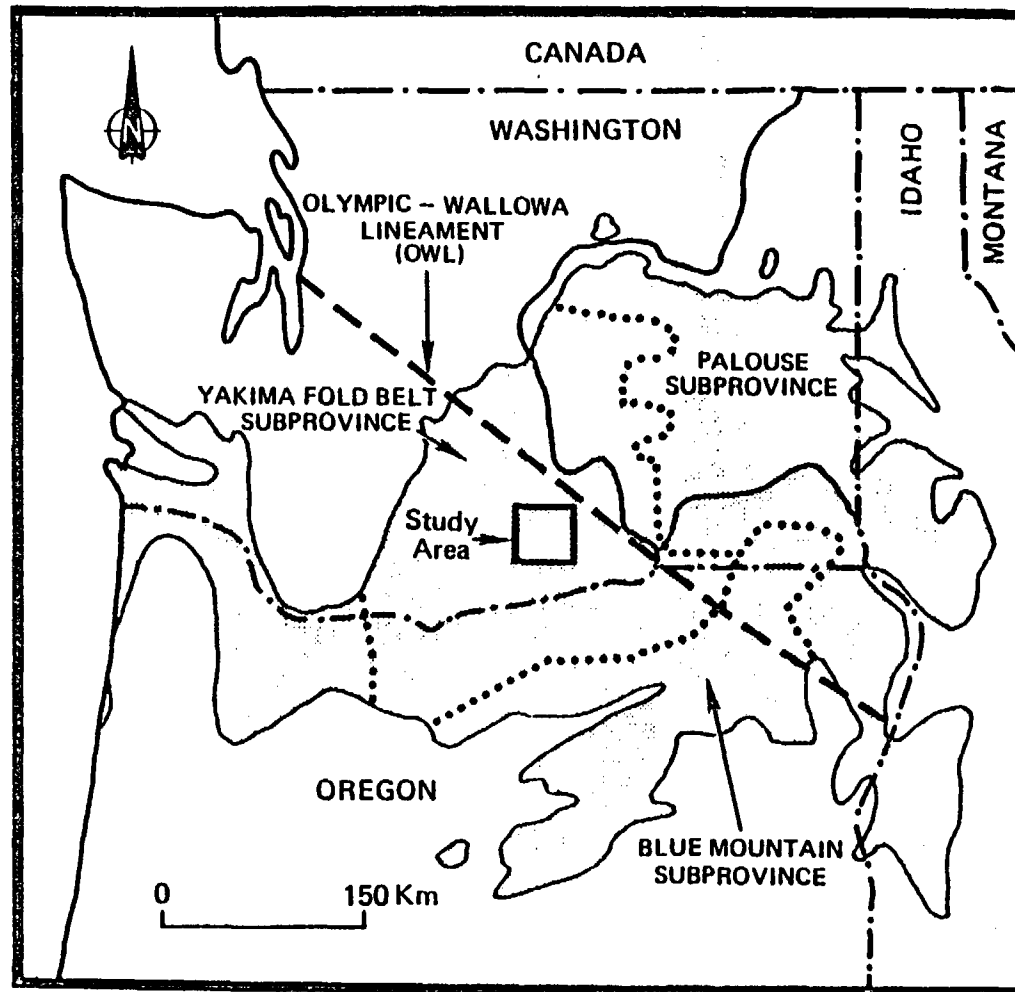 CANADA
WASHINGTON
IDAHO
MONTANA
N
OLYMPIC – WALLOWA
LINEAMENT
(OWL)
PALOUSE
SUBPROVINCE
YAKIMA FOLD BELT
SUBPROVINCE
Study
Area
OREGON
BLUE MOUNTAIN
SUBPROVINCE
0 150 Km